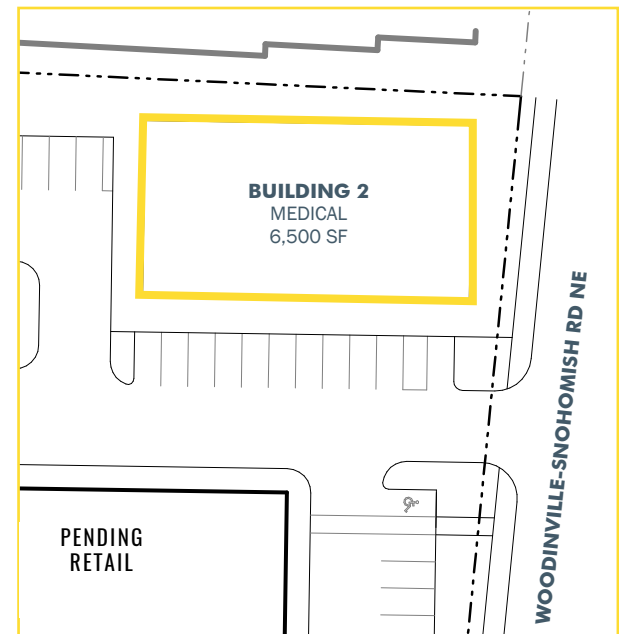 BUILDING 2
MEDICAL
6,500 SF
WOODINVILLE-SNOHOMISH RD NE
PENDING
RETAIL